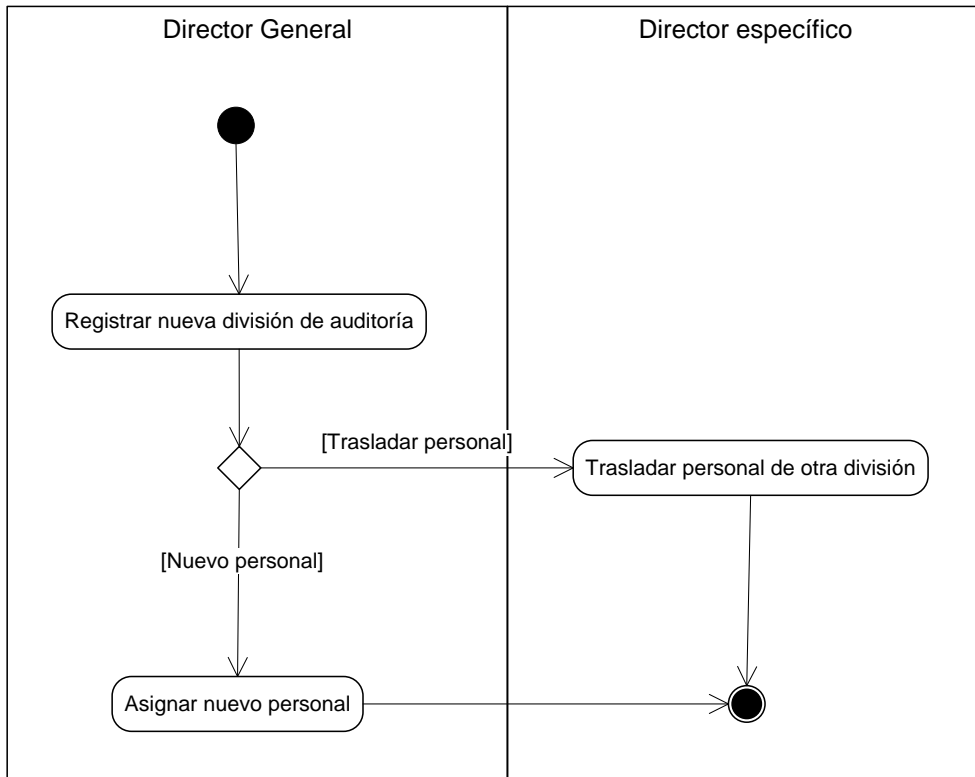 Director General
Director específico
Registrar nueva división de auditoría
[Trasladar personal]
Trasladar personal de otra división
[Nuevo personal]
Asignar nuevo personal